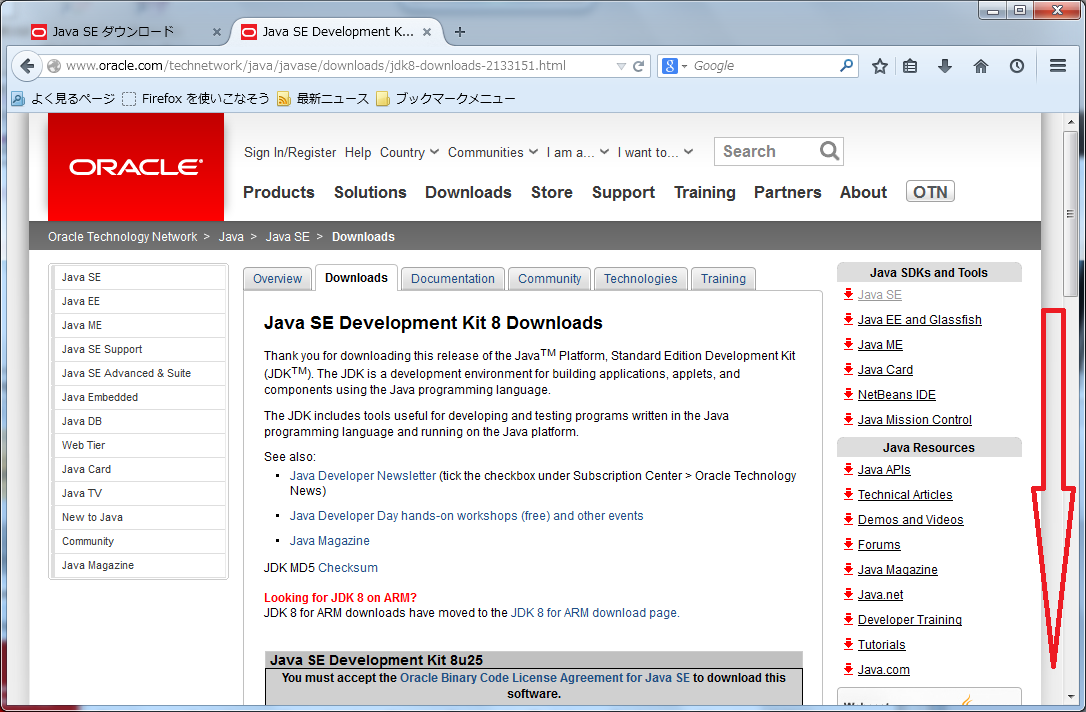 Java SE ダウンロード
Java SE Development K...
www.oracle.com/technetwork/java/javase/downloads/jdk8-downloads-2133151.html
Google
よく見るページ
Firefox を使いこなそう
最新ニュース
ブックマークメニュー
ORACLE
Sign In/Register Help Country Communities I am a... I want to... Search
Products Solutions Downloads Store Support Training Partners About OTN
Oracle Technology Network > Java > Java SE > Downloads
Java SE
Java EE
Java ME
Java SE Support
Java SE Advanced & Suite
Java Embedded
Java DB
Web Tier
Java Card
Java TV
New to Java
Community
Java Magazine
Overview Downloads Documentation Community Technologies Training
Java SE Development Kit 8 Downloads
Thank you for downloading this release of the Java™ Platform, Standard Edition Development Kit
(JDK™). The JDK is a development environment for building applications, applets, and
components using the Java programming language.
The JDK includes tools useful for developing and testing programs written in the Java
programming language and running on the Java platform.
See also:
Java Developer Newsletter (tick the checkbox under Subscription Center > Oracle Technology
News)
Java Developer Day hands-on workshops (free) and other events
Java Magazine
JDK MD5 Checksum
Looking for JDK 8 on ARM?
JDK 8 for ARM downloads have moved to the JDK 8 for ARM download page.
Java SE Development Kit 8u25
You must accept the Oracle Binary Code License Agreement for Java SE to download this
software.
Java SDKs and Tools
Java SE
Java EE and Glassfish
Java ME
Java Card
NetBeans IDE
Java Mission Control
Java Resources
Java APIs
Technical Articles
Demos and Videos
Forums
Java Magazine
Java.net
Developer Training
Tutorials
Java.com